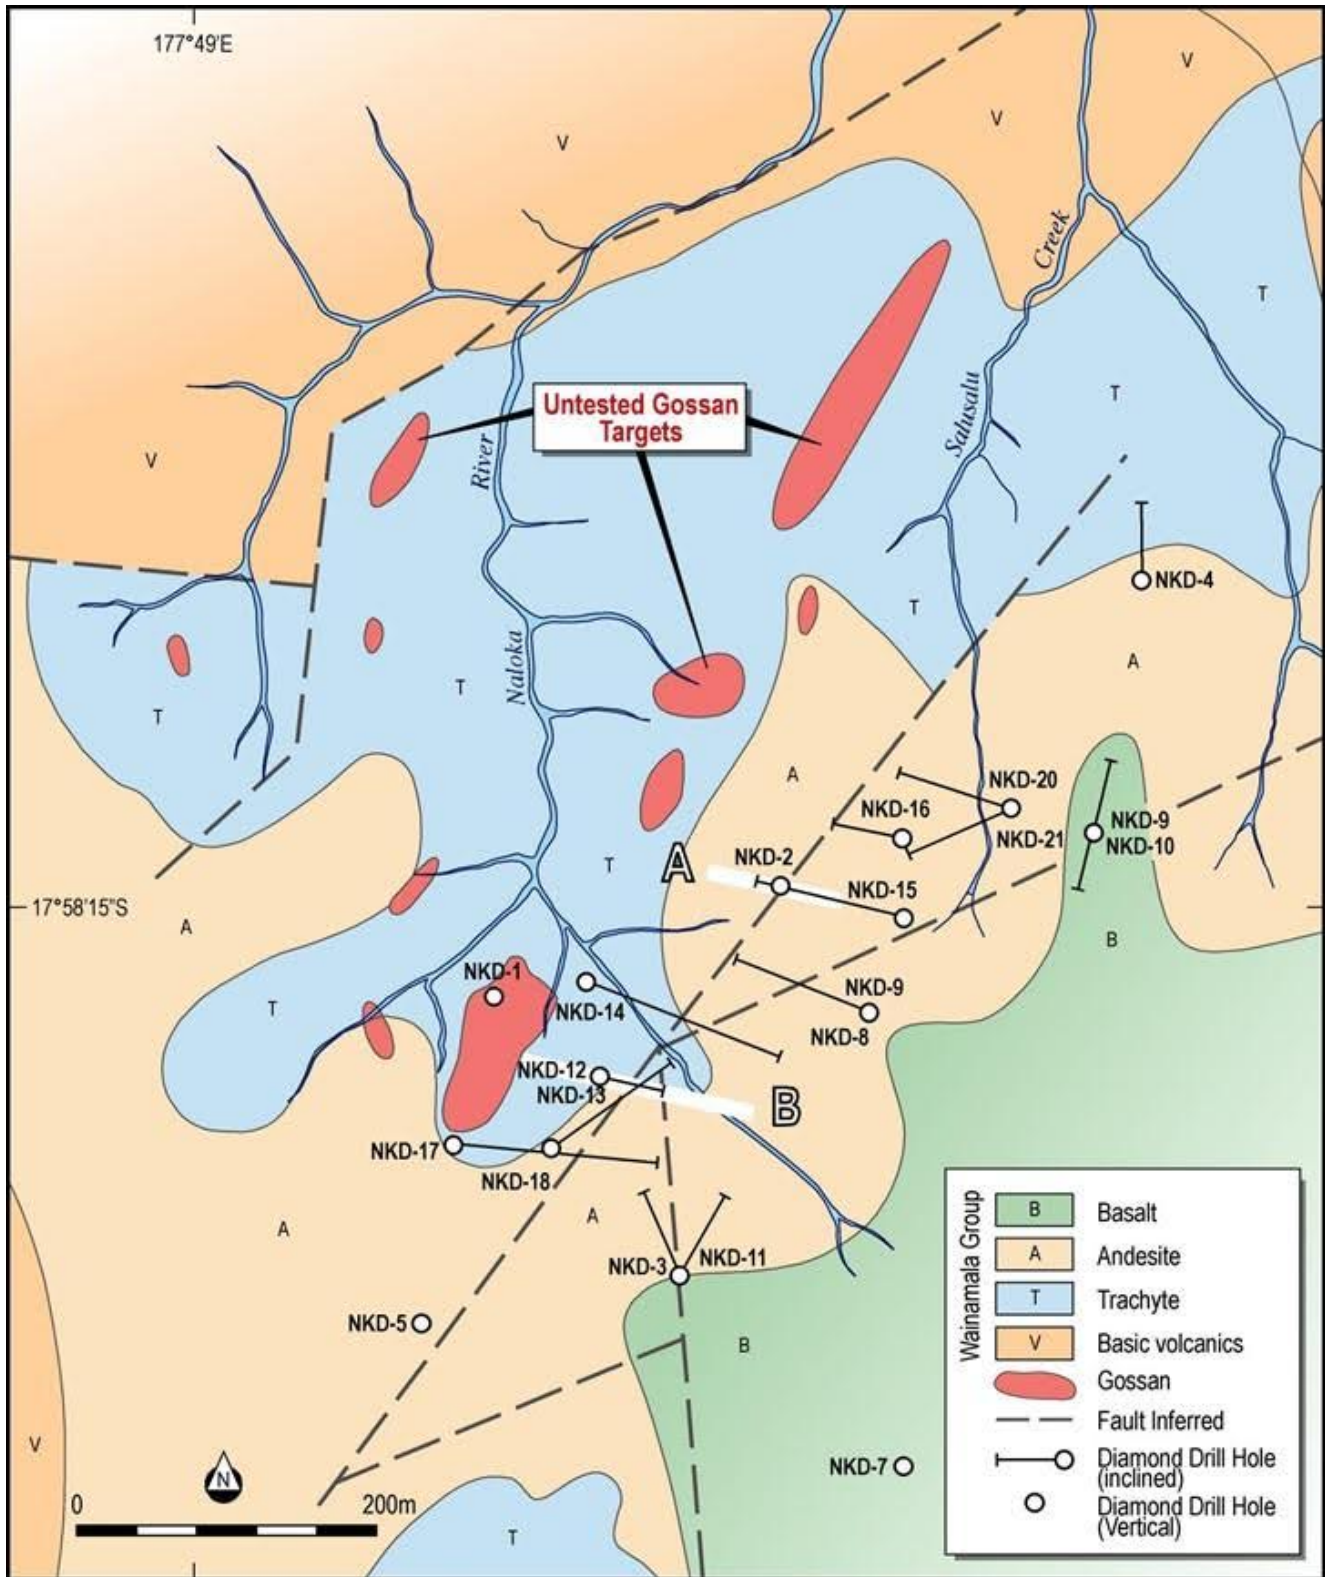 177°49'E
V
V
V
Creek
T
T
Untested Gossan
Targets
River
Salusalu
V
NKD-4
T
A
Naloka
T
T
A
NKD-20
NKD-16
NKD-21
NKD-9
NKD-10
NKD-2
A
T
NKD-15
17°58'15"S
A
B
NKD-1
NKD-14
T
NKD-9
NKD-8
NKD-12
NKD-13
B
NKD-17
NKD-18
A
A
NKD-3
NKD-11
NKD-5
B
V
NKD-7
N
0
200m
T
Wainamala Group
B
Basalt
A
Andesite
T
Trachyte
V
Basic volcanics
Gossan
Fault Inferred
Diamond Drill Hole
(inclined)
Diamond Drill Hole
(Vertical)